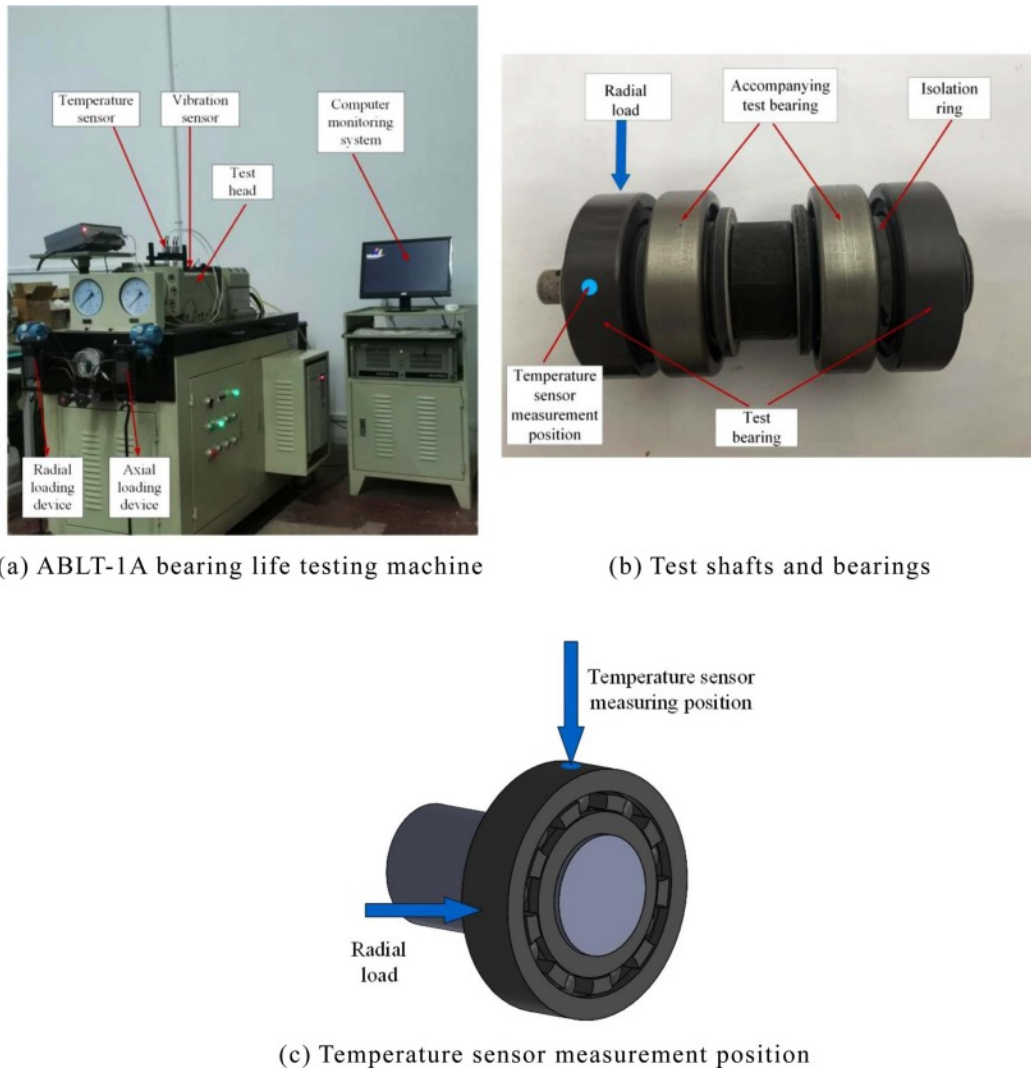 Temperature
sensor
Vibration
sensor
Computer
monitoring
system
Test
head
Radial
loading
device
Axial
loading
device
Radial
load
Accompanying
test bearing
Isolation
ring
Temperature
sensor
measurement
position
Test
bearing
(a) ABLT-1A bearing life testing machine
(b) Test shafts and bearings
Temperature sensor
measuring position
Radial
load
(c) Temperature sensor measurement position